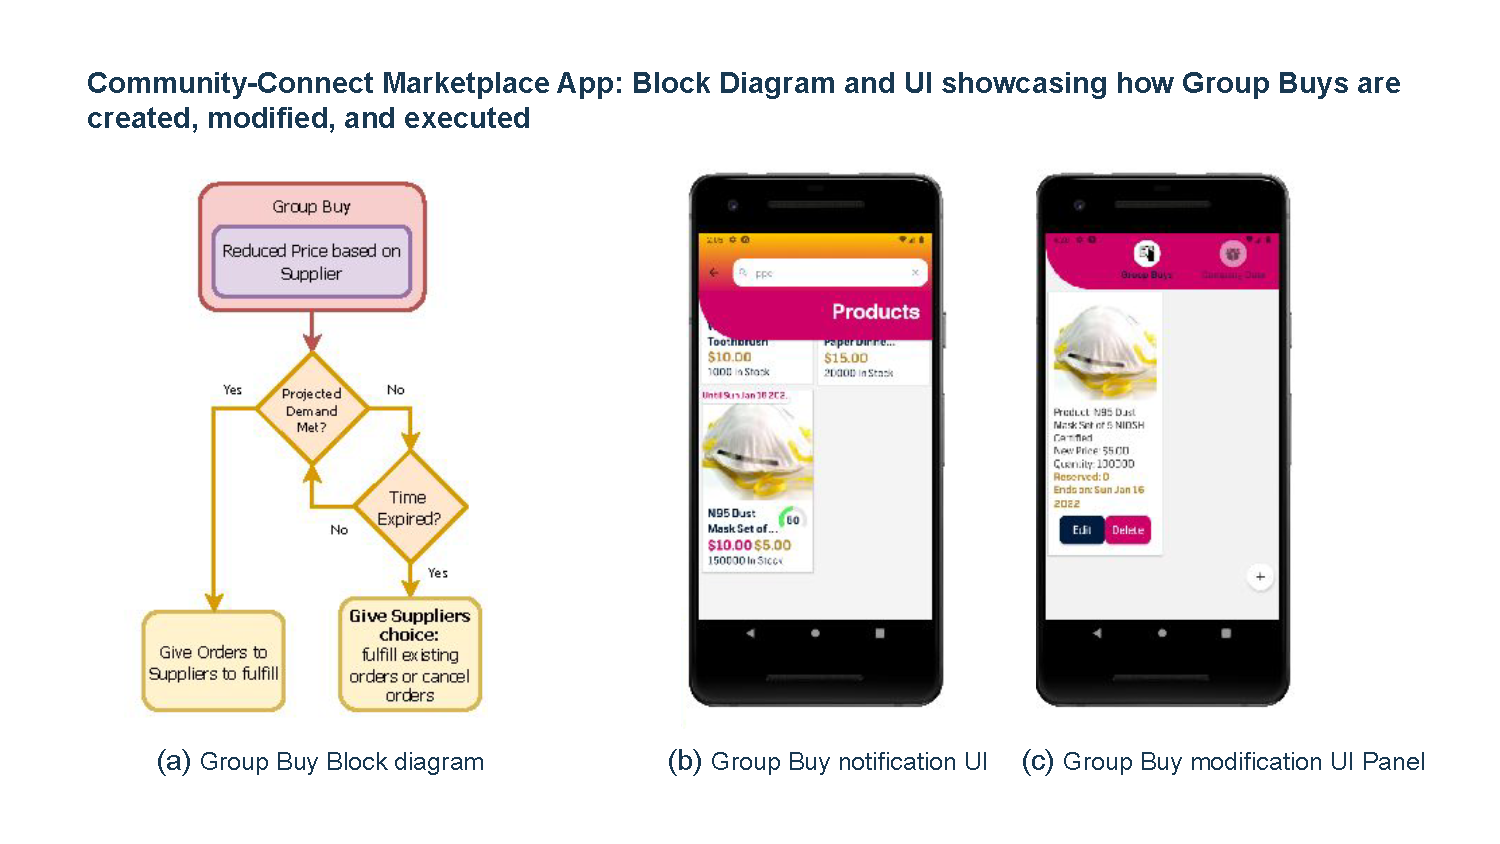 Community-Connect Marketplace App: Block Diagram and UI showcasing how Group Buys are
created, modified, and executed
Group Buy
Reduced Price based on
Supplier
Yes
Projected
Demand
Met?
No
Time
Expired?
No
Yes
Give Orders to
Suppliers to fulfill
Give Suppliers
choice:
fulfill existing
orders or cancel
orders
ppe
Products
Toothbrush
$10.00
1000 In Stock
Paper Dinne...
$15.00
20000 In Stock
Until Sun Jan 16 202..
N95 Dust
Mask Set of...
60
$10.00 $5.00
150000 In Stock
Group Buys
Product: N95 Dust
Mask Set of 5 NIOSH
Certified
New Price: $5.00
Quantity: 100000
Reserved: 0
Ends on: Sun Jan 16
2022
Edit
Delete
+
(a) Group Buy Block diagram
(b) Group Buy notification UI
(c) Group Buy modification UI Panel